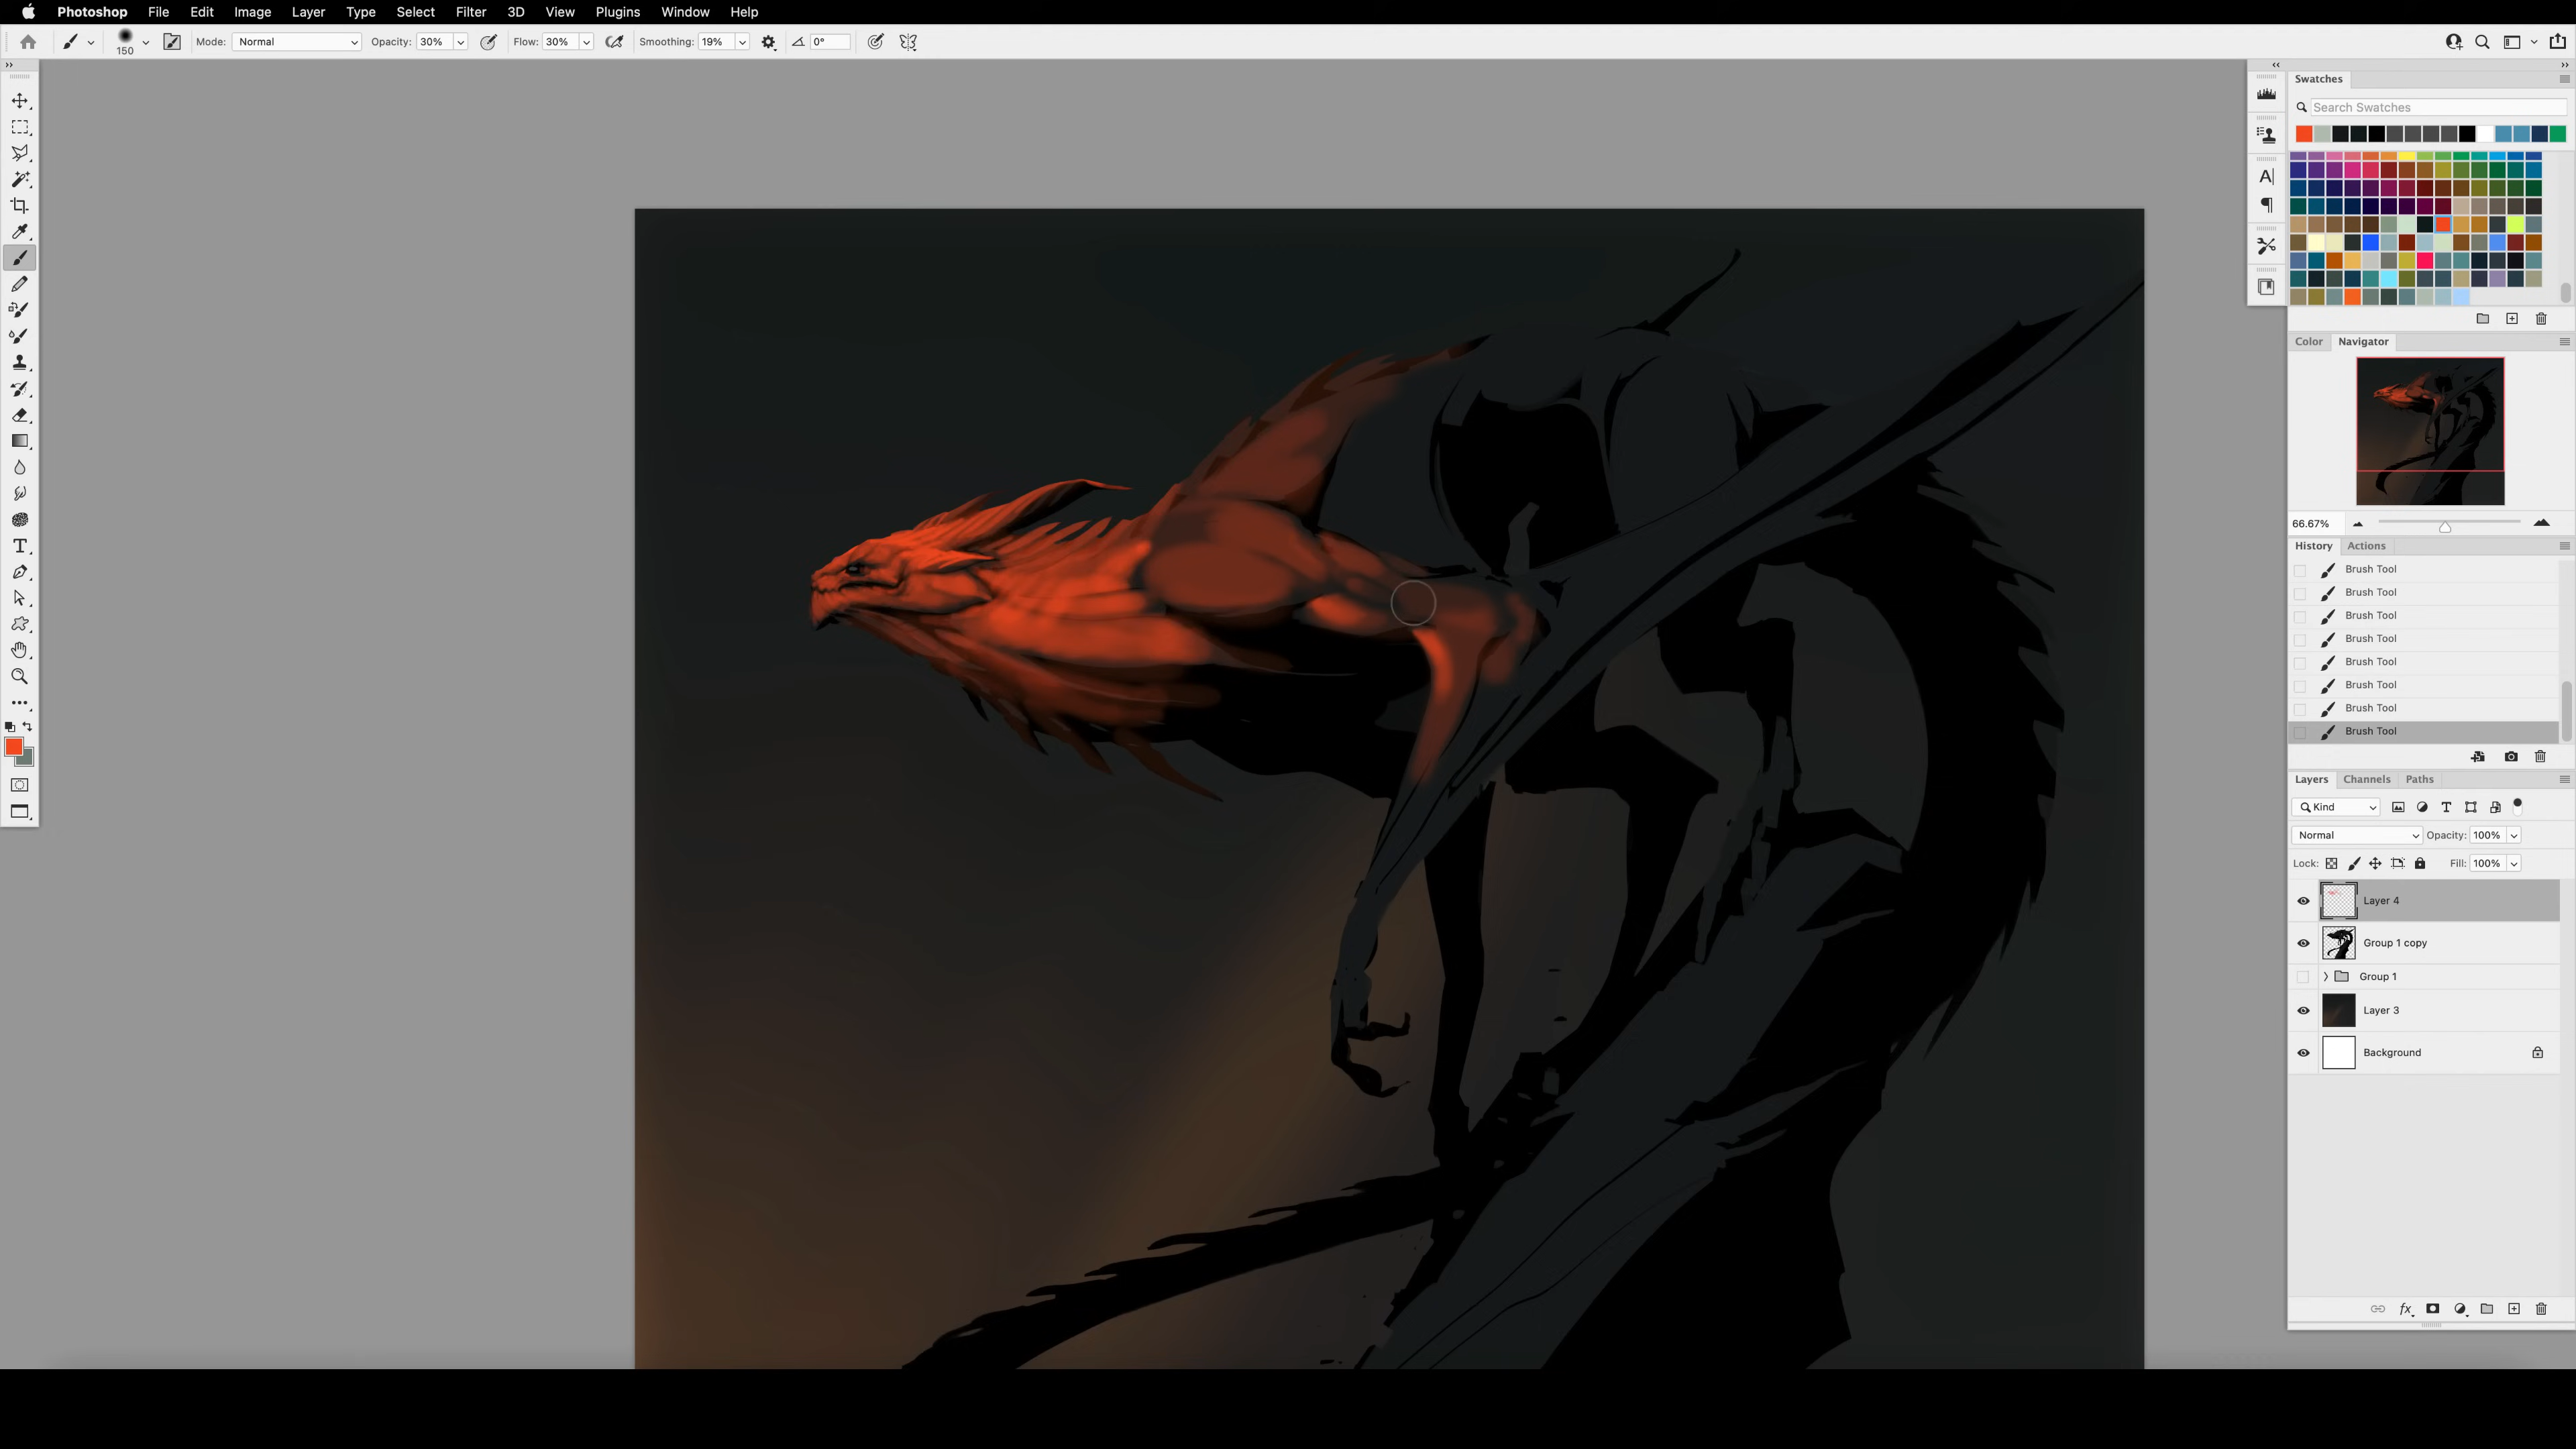 Photoshop File Edit Image Layer Type Select Filter 3D View Plugins Window Help
150 Mode: Normal Opacity: 30% Flow: 30% Smoothing: 19% 0°
Swatches
Search Swatches
Color Navigator
66.67%
History Actions
Brush Tool
Brush Tool
Brush Tool
Brush Tool
Brush Tool
Brush Tool
Brush Tool
Brush Tool
Layers Channels Paths
Kind
Normal Opacity: 100%
Lock: Fill: 100%
Layer 4
Group 1 copy
Group 1
Layer 3
Background
fx